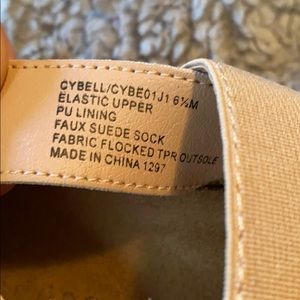 CYBELL/CYBE01J1 6½M
ELASTIC UPPER
PU LINING
FAUX SUEDE SOCK
FABRIC FLOCKED TPR OUTSOLE
MADE IN CHINA 1297